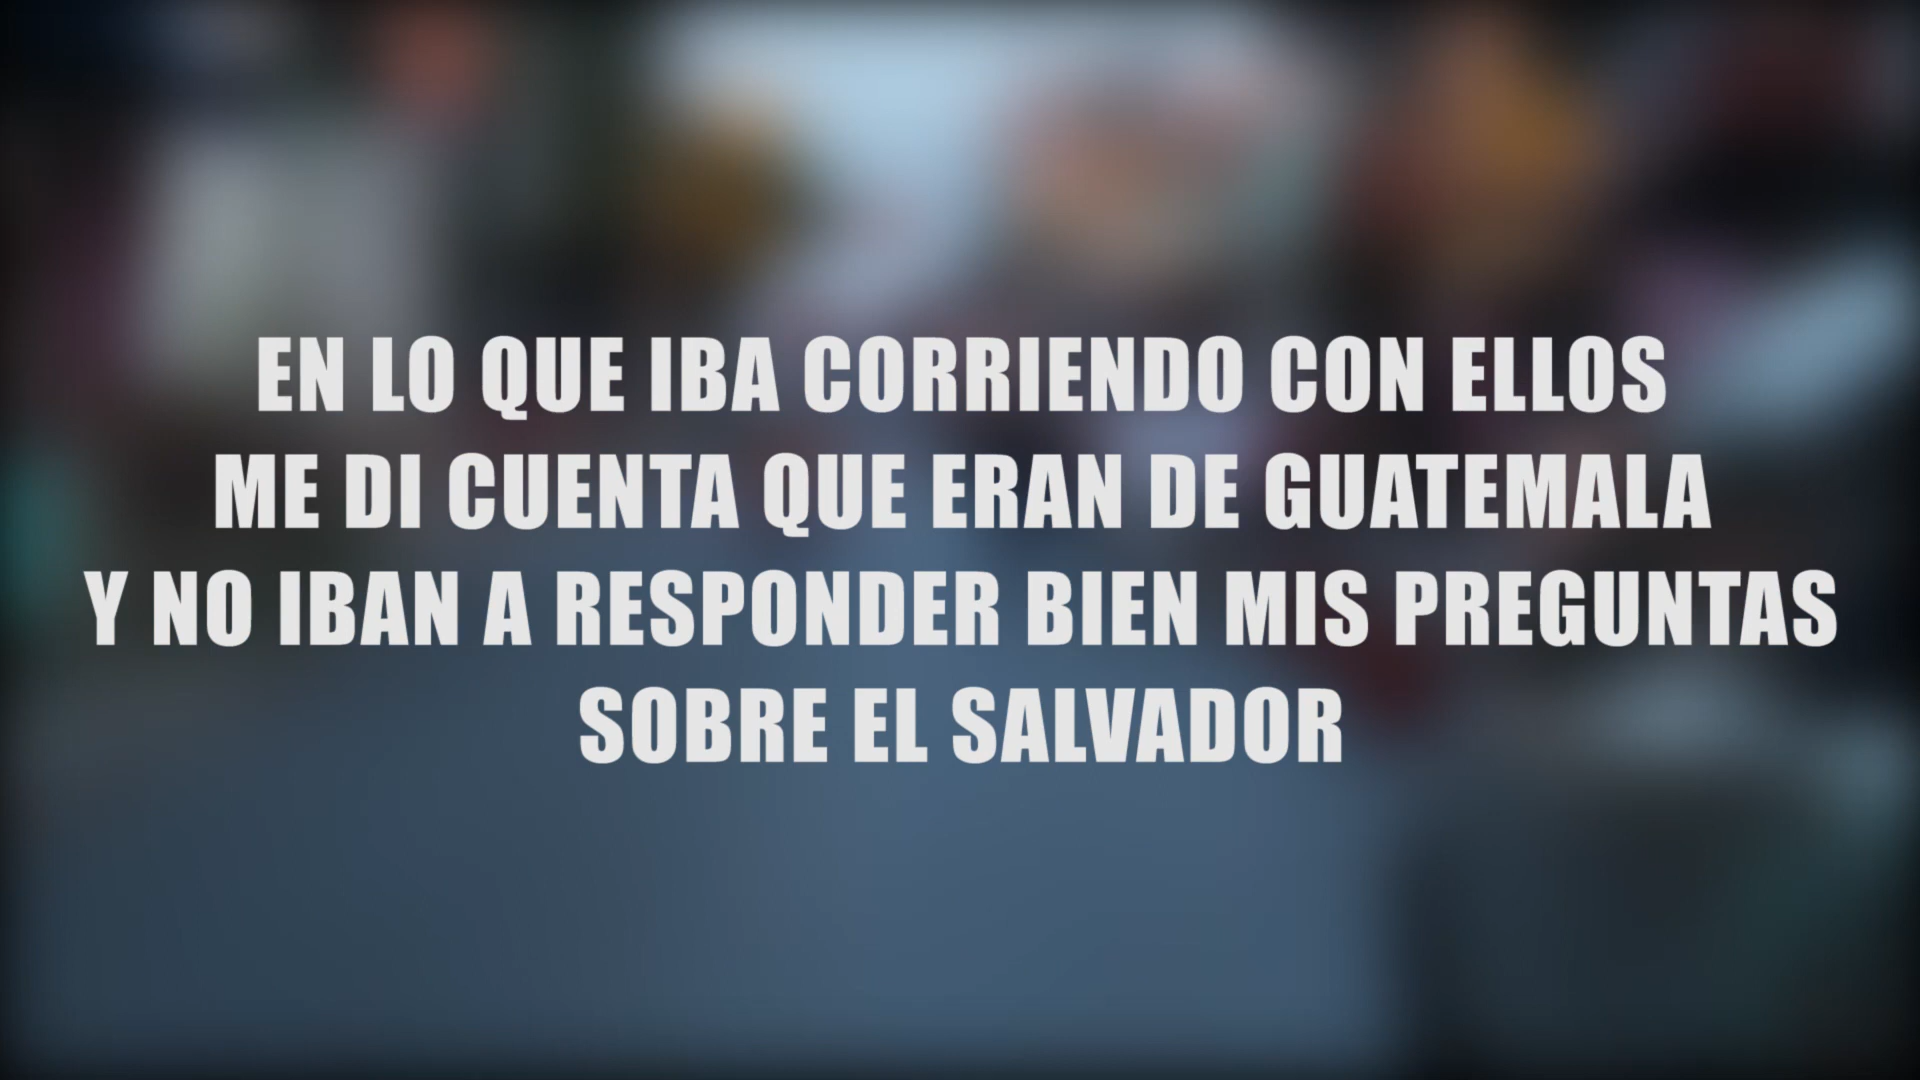 EN LO QUE IBA CORRIENDO CON ELLOS
ME DI CUENTA QUE ERAN DE GUATEMALA
Y NO IBAN A RESPONDER BIEN MIS PREGUNTAS
SOBRE EL SALVADOR